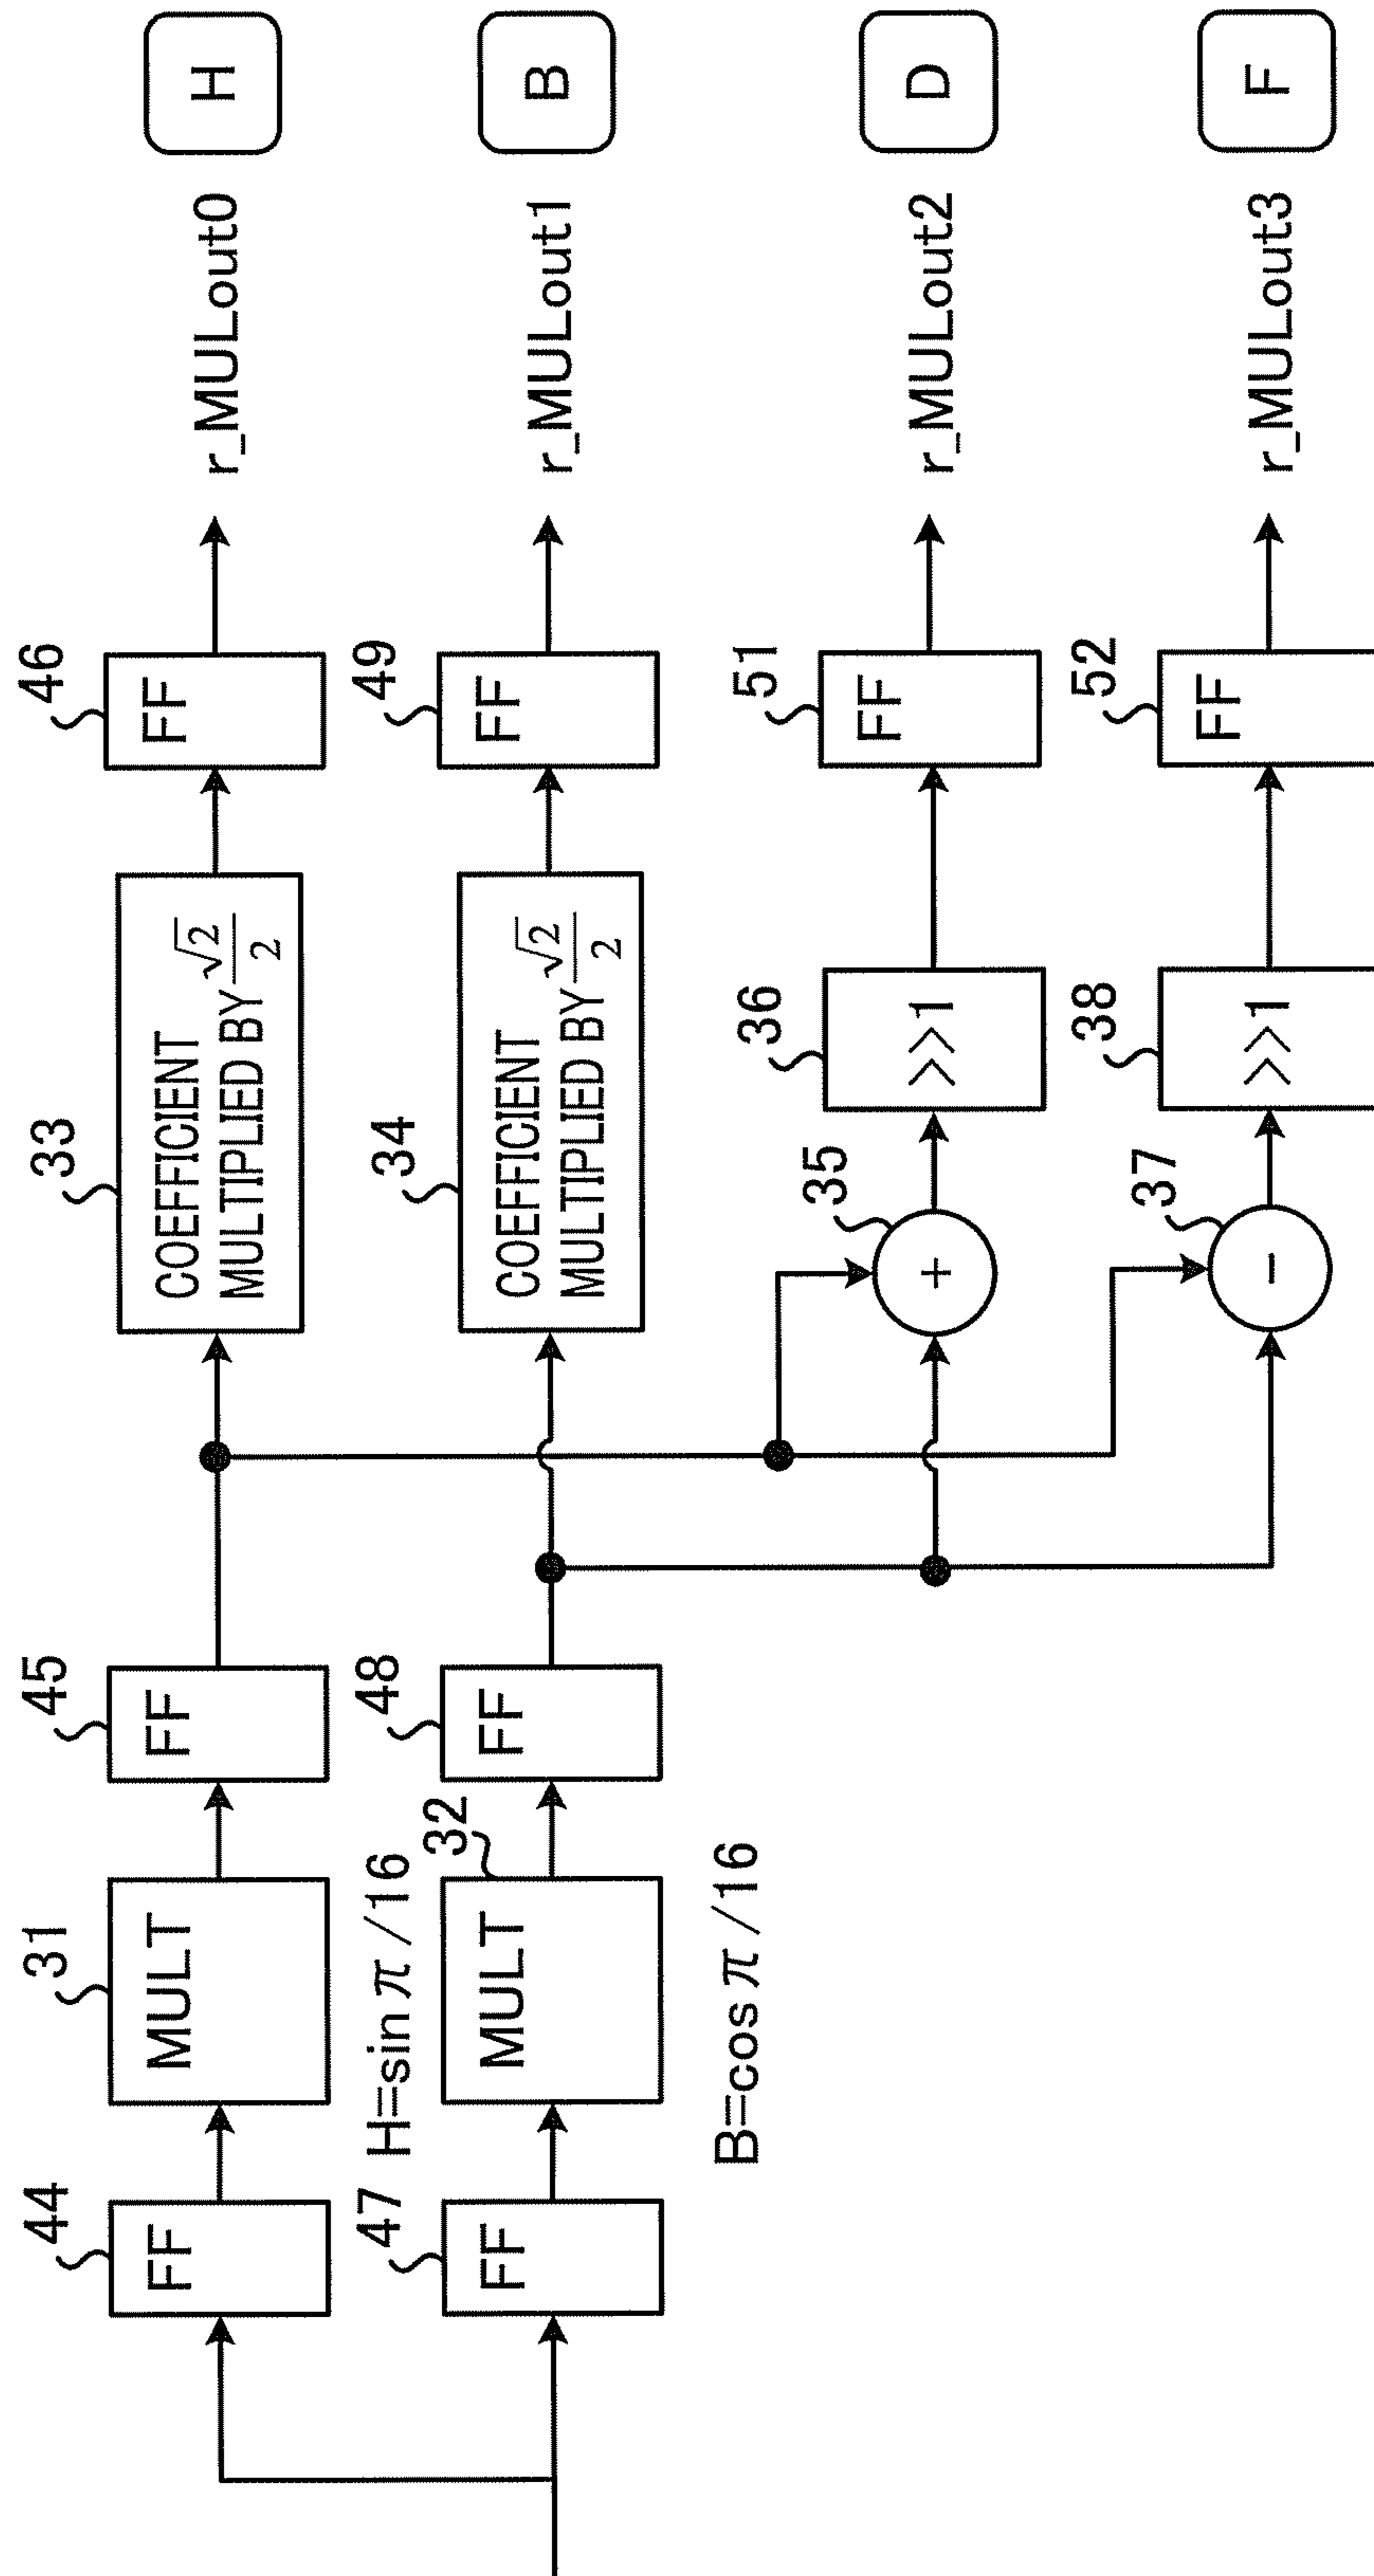 44
FF
31
MULT
H=sin π/16
45
FF
33
COEFFICIENT
MULTIPLIED BY √2/2
46
FF
r_MULout0
H
47
FF
32
MULT
B=cos π/16
48
FF
34
COEFFICIENT
MULTIPLIED BY √2/2
49
FF
r_MULout1
B
35
+
36
>>1
51
FF
r_MULout2
D
37
-
38
>>1
52
FF
r_MULout3
F